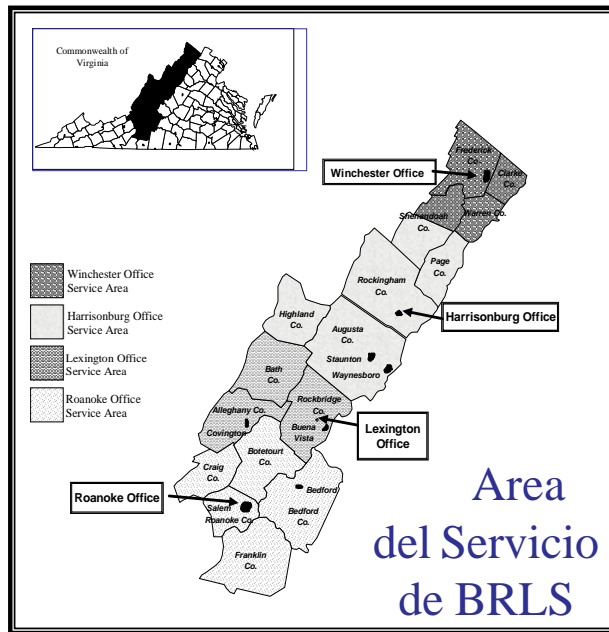 Commonwealth of
Virginia
Frederick
Co.
Winchester Office
Clarke
Co.
Shenandoah
Co.
Warren Co.
Page
Co.
Rockingham
Co.
Winchester Office
Service Area
Harrisonburg Office
Service Area
Lexington Office
Service Area
Roanoke Office
Service Area
Highland
Co.
Harrisonburg Office
Augusta
Co.
Staunton
Waynesboro
Bath
Co.
Rockbridge
Co.
Alleghany Co.
Covington
Buena
Vista
Lexington
Office
Botetourt
Co.
Craig
Co.
Roanoke Office
Bedford
Bedford
Co.
Salem
Roanoke Co.
Franklin
Co.
Area
del Servicio
de BRLS